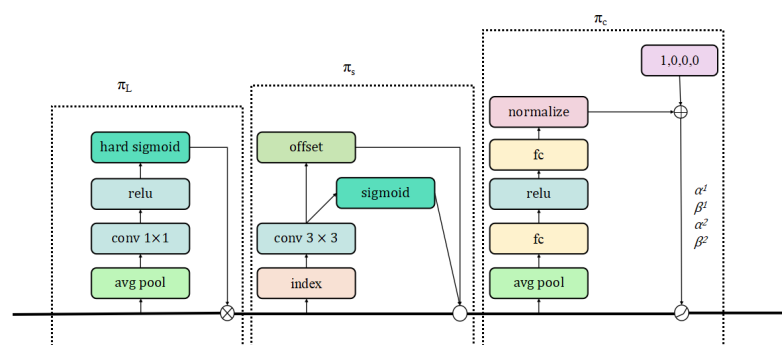 π_L
hard sigmoid
relu
conv 1×1
avg pool
π_s
offset
sigmoid
conv 3 × 3
index
π_c
1,0,0,0
normalize
fc
relu
fc
avg pool
α¹
β¹
α²
β²